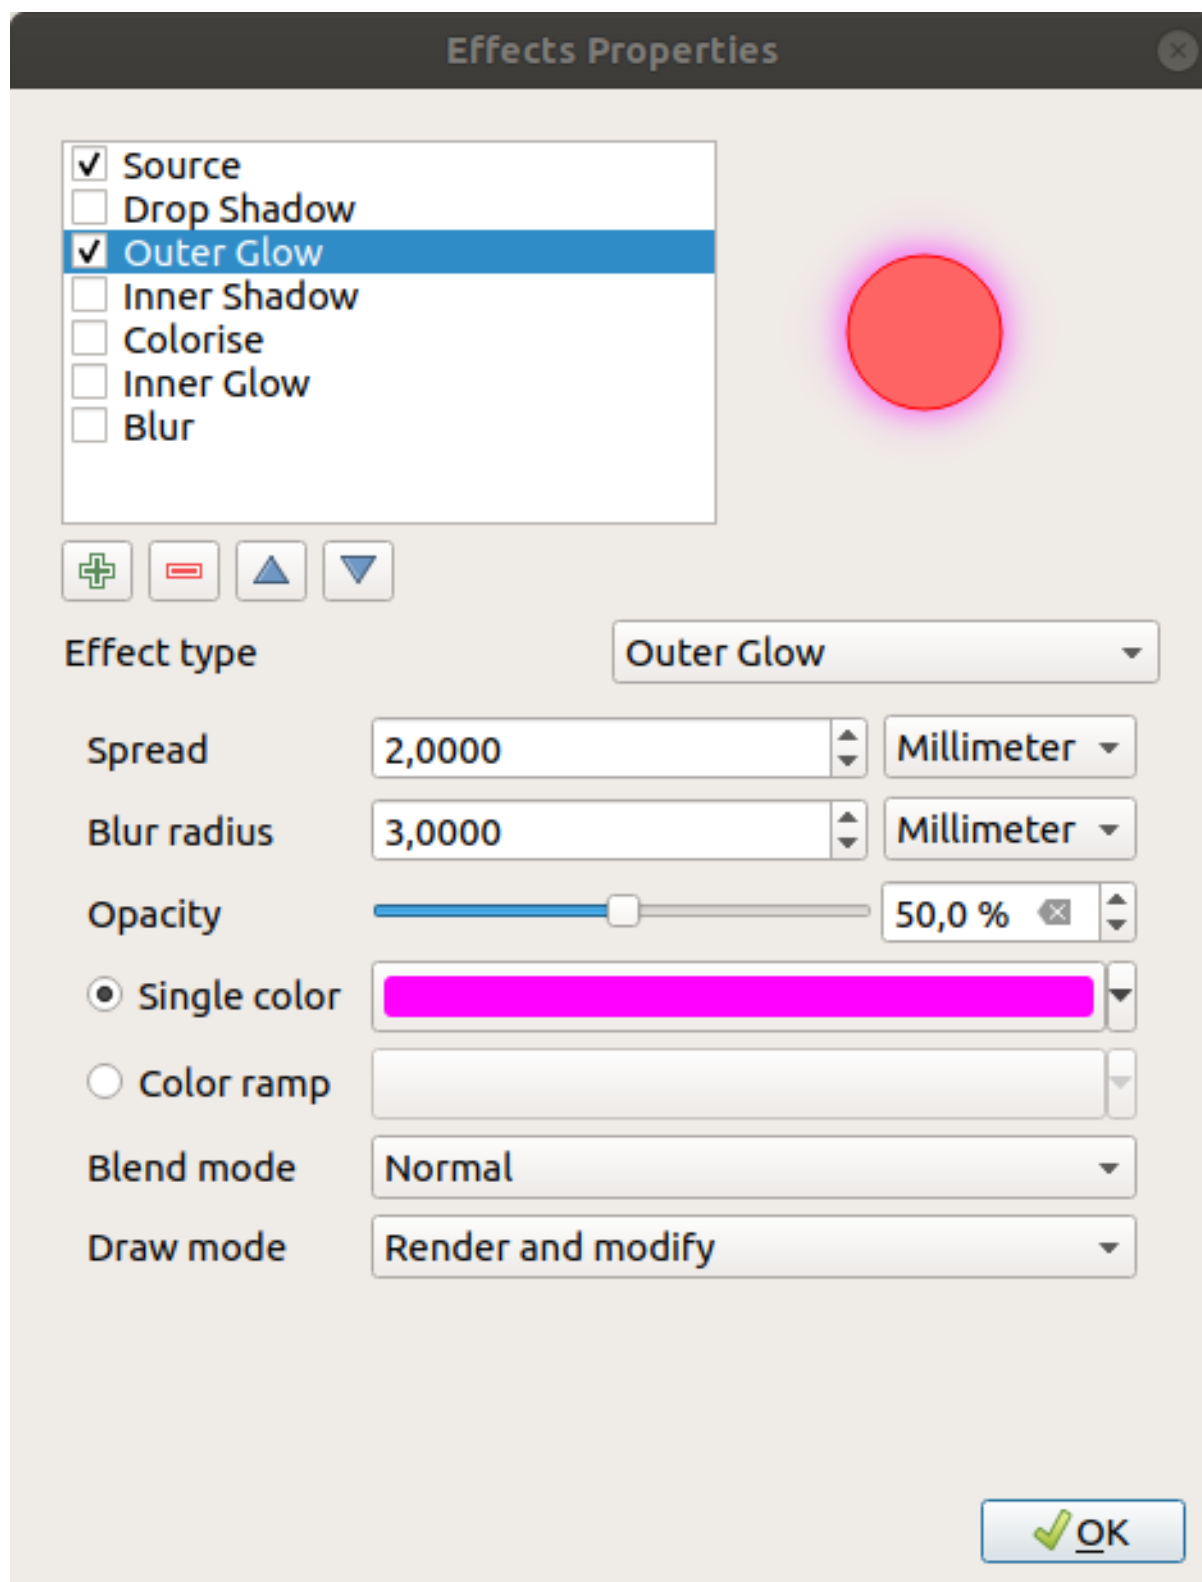 Effects Properties
Source
Drop Shadow
Outer Glow
Inner Shadow
Colorise
Inner Glow
Blur
Effect type Outer Glow
Spread 2,0000 Millimeter
Blur radius 3,0000 Millimeter
Opacity 50,0 %
Single color
Color ramp
Blend mode Normal
Draw mode Render and modify
OK